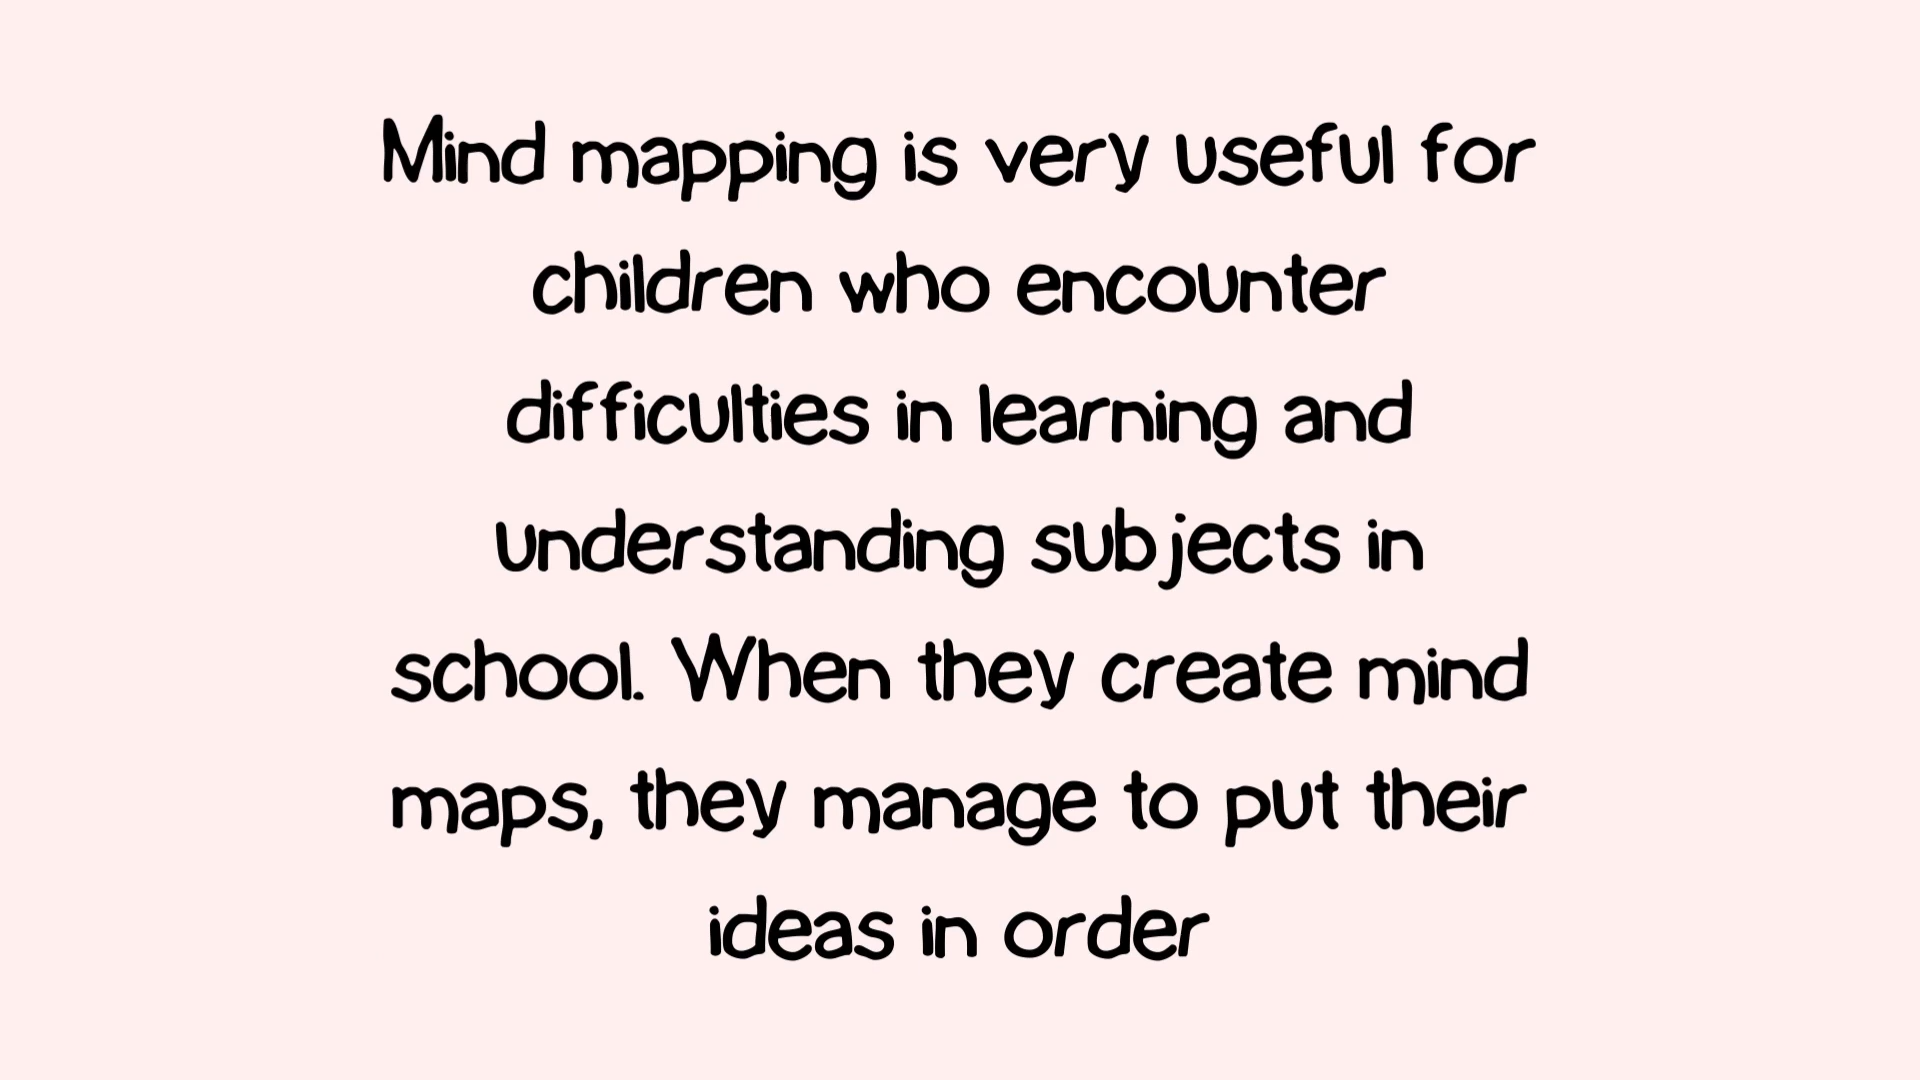 Mind mapping is very useful for
children who encounter
difficulties in learning and
understanding subjects in
school. When they create mind
maps, they manage to put their
ideas in order